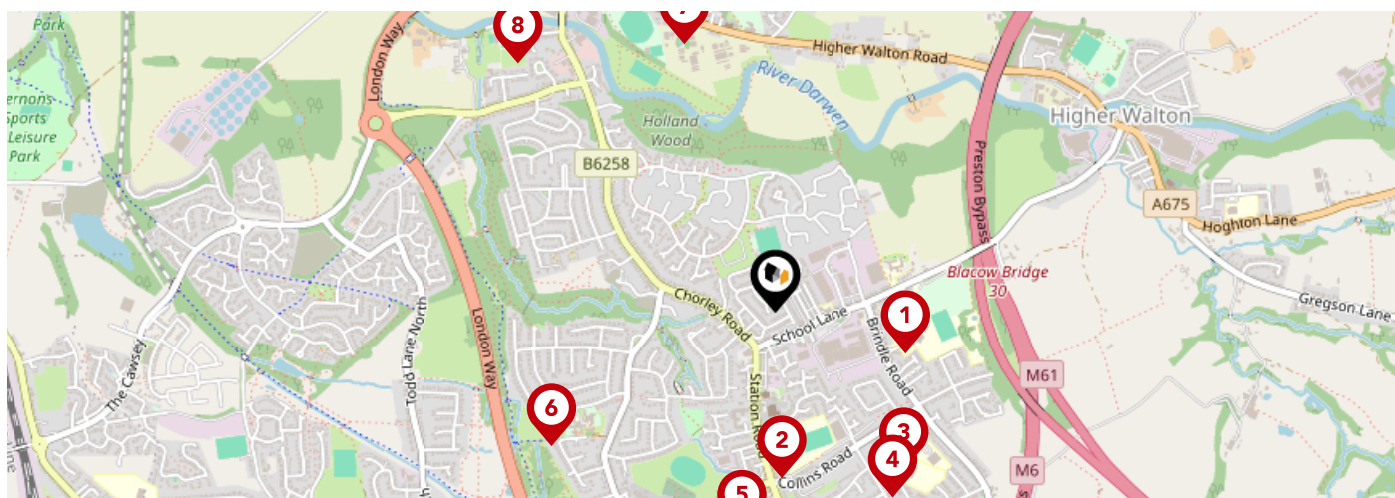 Park
8
7
London Way
Higher Walton Road
River Darwen
Higher Walton
ernons
Sports
Leisure
Park
Holland
Wood
B6258
Preston Bypass
A675
Hoghton Lane
Blacow Bridge
30
Gregson Lane
Chorley Road
School Lane
1
Brindle Road
London Way
Todd Lane North
The Cawsey
Station Road
M61
6
2
3
4
Collins Road
M6
5